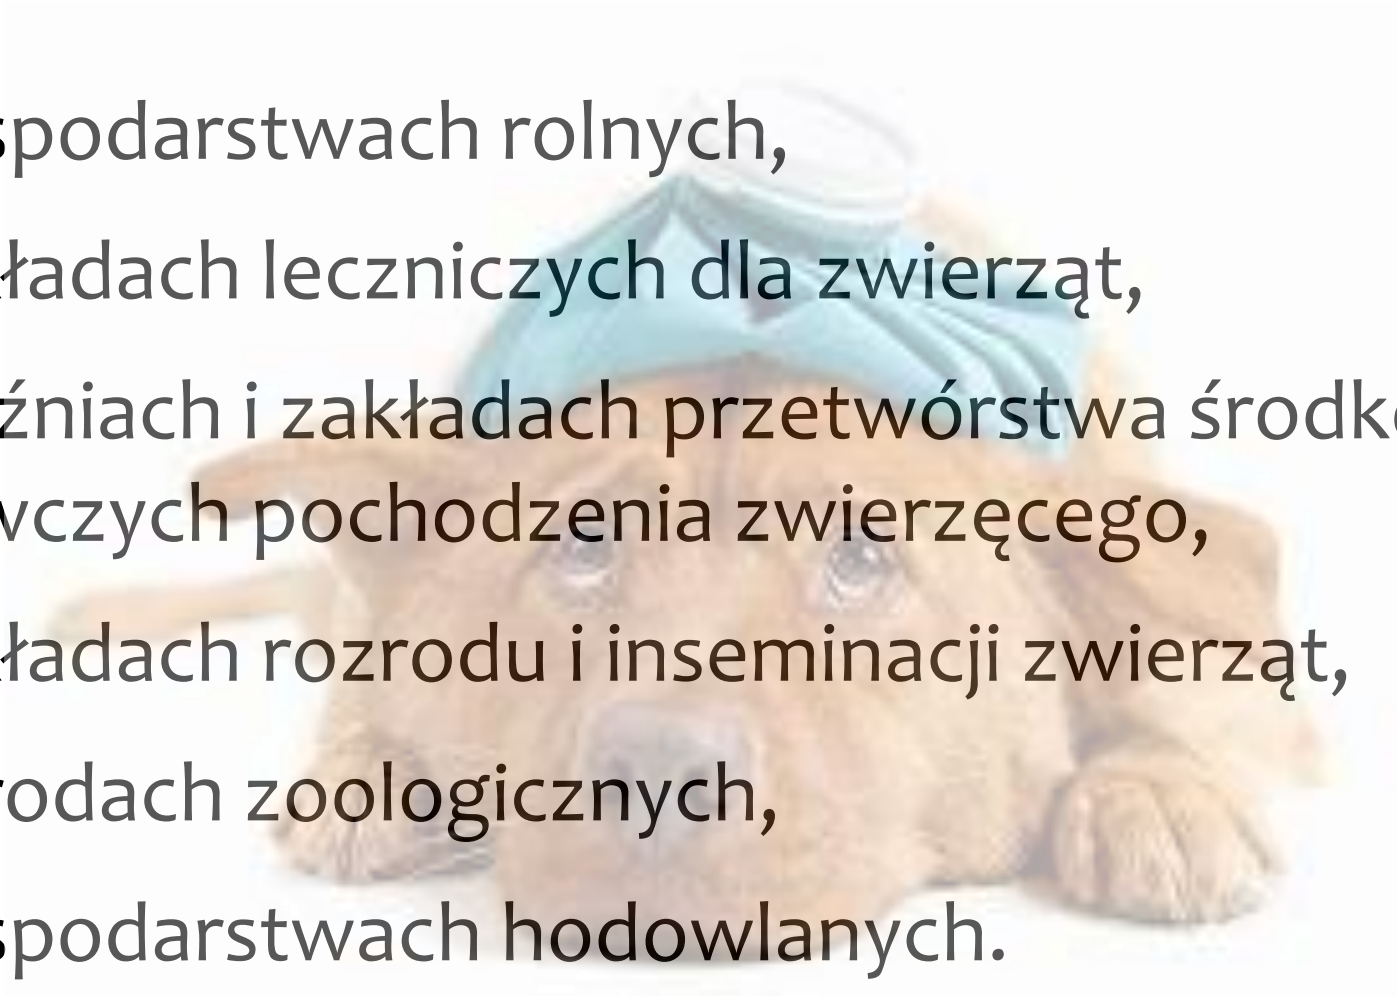 spodarstwach rolnych,
ładach leczniczych dla zwierząt,
źniach i zakładach przetwórstwa środk
wczych pochodzenia zwierzęcego,
ładach rozrodu i inseminacji zwierząt,
rodach zoologicznych,
spodarstwach hodowlanych.